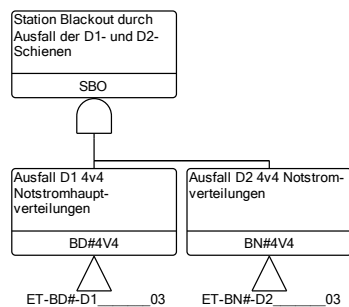 Station Blackout durch
Ausfall der D1- und D2-
Schienen
SBO
Ausfall D1 4v4
Notstromhaupt-
verteilungen
BD#4V4
ET-BD#-D1_______03
Ausfall D2 4v4 Notstrom-
verteilungen
BN#4V4
ET-BN#-D2_______03